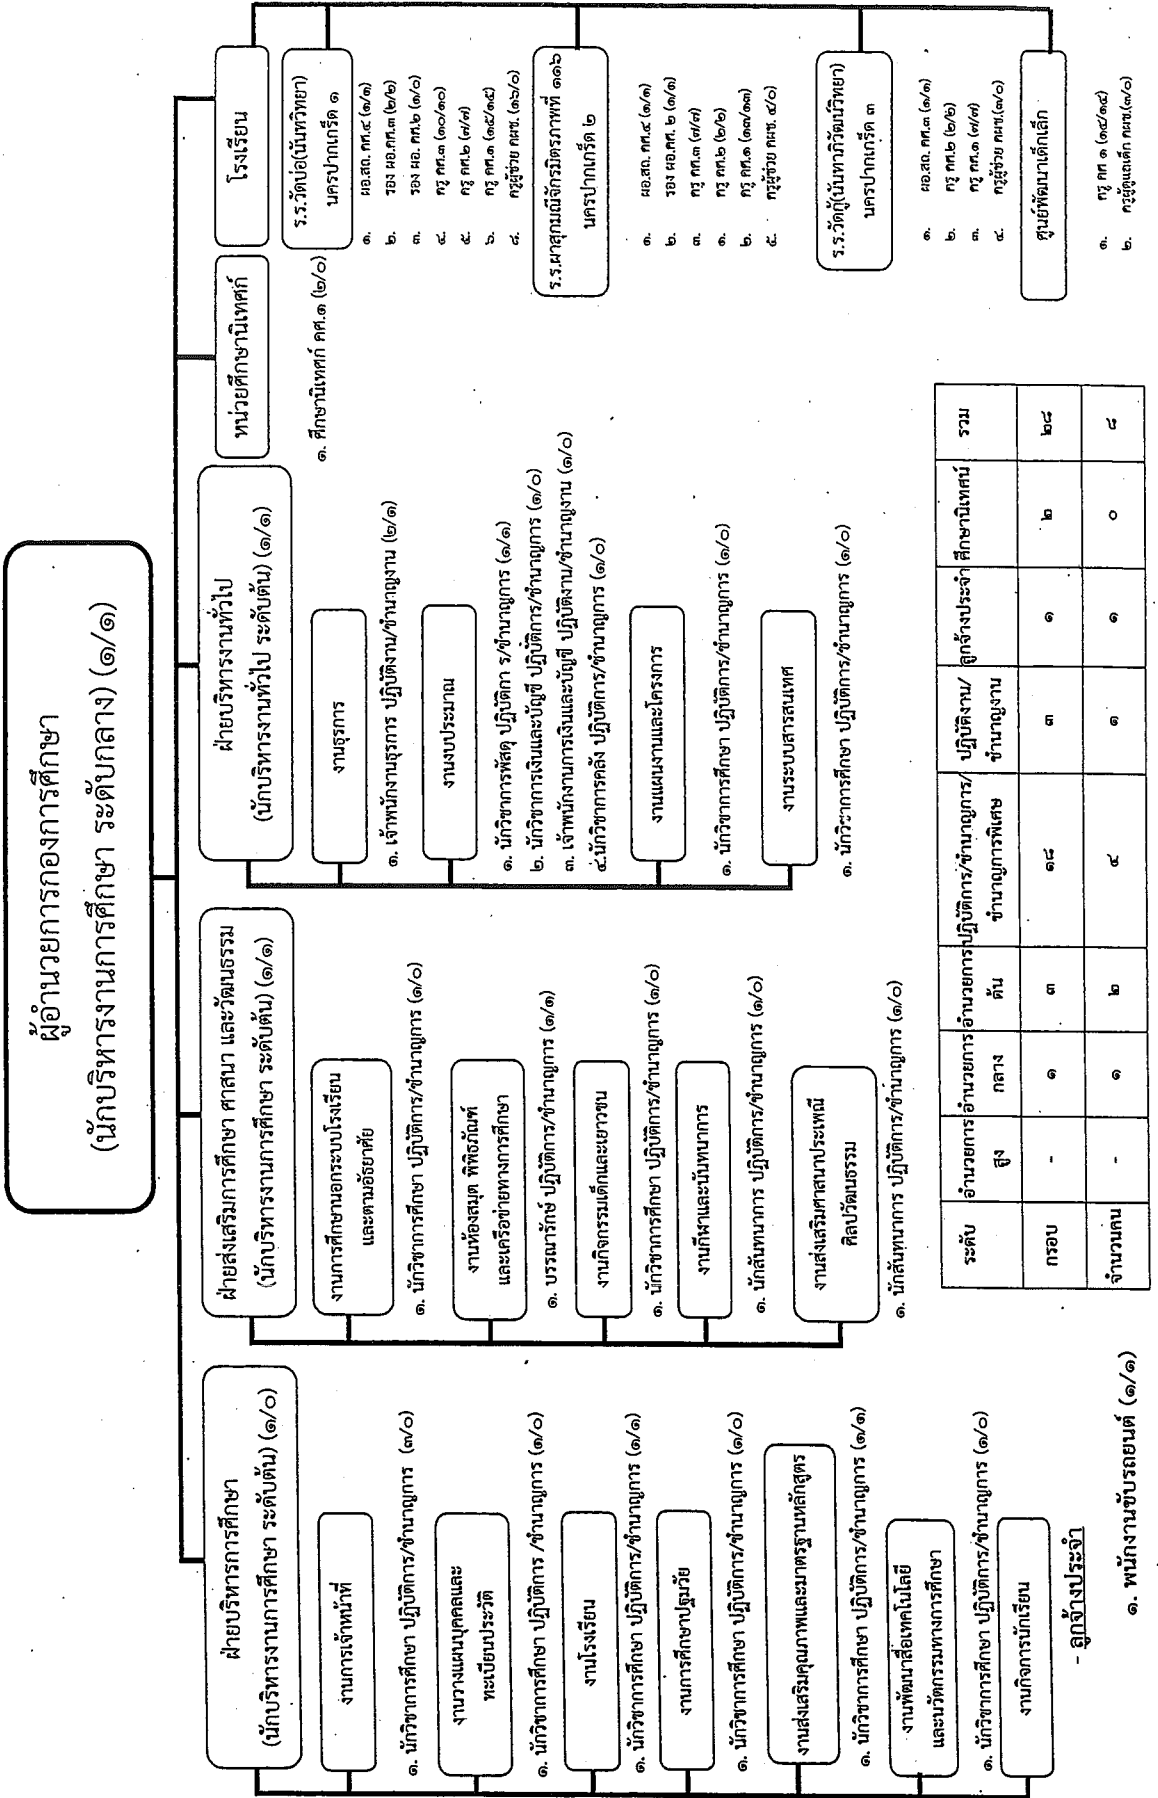 ผู้อำนวยการกองการศึกษา
(นักบริหารงานการศึกษา ระดับกลาง) (๑/๑)
ฝ่ายบริหารการศึกษา
(นักบริหารงานการศึกษา ระดับต้น) (๑/๐)
งานการเจ้าหน้าที่
๑. นักวิชาการศึกษา ปฏิบัติการ/ชำนาญการ (๓/๐)
งานวางแผนบุคคลและ
ทะเบียนประวัติ
๑. นักวิชาการศึกษา ปฏิบัติการ /ชำนาญการ (๑/๐)
งานโรงเรียน
๑. นักวิชาการศึกษา ปฏิบัติการ/ชำนาญการ (๑/๑)
งานการศึกษาปฐมวัย
๑. นักวิชาการศึกษา ปฏิบัติการ/ชำนาญการ (๑/๐)
งานส่งเสริมคุณภาพและมาตรฐานหลักสูตร
๑. นักวิชาการศึกษา ปฏิบัติการ/ชำนาญการ (๑/๑)
งานพัฒนาสื่อเทคโนโลยี
และนวัตกรรมทางการศึกษา
๑. นักวิชาการศึกษา ปฏิบัติการ/ชำนาญการ (๑/๐)
งานกิจการนักเรียน
- ลูกจ้างประจำ
๑. พนักงานขับรถยนต์ (๑/๑)
ฝ่ายส่งเสริมการศึกษา ศาสนา และวัฒนธรรม
(นักบริหารงานการศึกษา ระดับต้น) (๑/๑)
งานการศึกษานอกระบบโรงเรียน
และตามอัธยาศัย
๑. นักวิชาการศึกษา ปฏิบัติการ/ชำนาญการ (๑/๐)
งานห้องสมุด พิพิธภัณฑ์
และเครือข่ายทางการศึกษา
๑. บรรณารักษ์ ปฏิบัติการ/ชำนาญการ (๑/๑)
งานกิจกรรมเด็กและเยาวชน
๑. นักวิชาการศึกษา ปฏิบัติการ/ชำนาญการ (๑/๐)
งานกีฬาและนันทนาการ
๑. นักสันทนาการ ปฏิบัติการ/ชำนาญการ (๑/๐)
งานส่งเสริมศาสนาประเพณี
ศิลปวัฒนธรรม
๑. นักสันทนาการ ปฏิบัติการ/ชำนาญการ (๑/๐)
ฝ่ายบริหารงานทั่วไป
(นักบริหารงานทั่วไป ระดับต้น) (๑/๑)
งานธุรการ
๑. เจ้าพนักงานธุรการ ปฏิบัติงาน/ชำนาญงาน (๒/๑)
งานงบประมาณ
๑. นักวิชาการพัสดุ ปฏิบัติกา ร/ชำนาญการ (๑/๑)
๒. นักวิชาการเงินและบัญชี ปฏิบัติการ/ชำนาญการ (๑/๐)
๓. เจ้าพนักงานการเงินและบัญชี ปฏิบัติงาน/ชำนาญงาน (๑/๐)
๔.นักวิชาการคลัง ปฏิบัติการ/ชำนาญการ (๑/๐)
งานแผนงานและโครงการ
๑. นักวิชาการศึกษา ปฏิบัติการ/ชำนาญการ (๑/๐)
งานระบบสารสนเทศ
๑. นักวิชาการศึกษา ปฏิบัติการ/ชำนาญการ (๑/๐)
หน่วยศึกษานิเทศก์
๑. ศึกษานิเทศก์ คศ.๑ (๒/๐)
โรงเรียน
ร.ร.วัดบ่อ(นันทวิทยา)
นครปากเกร็ด ๑
๑. ผอ.สถ. คศ.๔ (๑/๑)
๒. รอง ผอ.คศ.๓ (๒/๒)
๓. รอง ผอ. คศ.๒ (๑/๐)
๔. ครู คศ.๓ (๑๐/๑๐)
๕. ครู คศ.๒ (๗/๗)
๖. ครู คศ.๑ (๑๕/๑๕)
๘. ครูผู้ช่วย คผช. (๑๖/๐)
ร.ร.ผาสุกมณีจักรมิตรภาพที่ ๑๑๖
นครปากเกร็ด ๒
๑. ผอ.สถ. คศ.๔ (๑/๑)
๒. รอง ผอ.คศ. ๒ (๑/๑)
๓. ครู คศ.๓ (๗/๗)
๑. ครู คศ.๒ (๒/๒)
๒. ครู คศ.๑ (๑๓/๑๓)
๕. ครูผู้ช่วย คผช. ๔/๐)
ร.ร.วัดกู้(นันทาภิวัฒน์วิทยา)
นครปากเกร็ด ๓
๑. ผอ.สถ. คศ.๓ (๑/๑)
๒. ครู คศ.๒ (๒/๒)
๓. ครู คศ.๑ (๗/๗)
๔. ครูผู้ช่วย คผช.(๓/๐)
ศูนย์พัฒนาเด็กเล็ก
๑. ครู คศ ๑ (๑๔/๑๔)
๒. ครูผู้ดูแลเด็ก คผช.(๓/๐)
ระดับ อำนวยการสูง อำนวยการกลาง อำนวยการต้น ปฏิบัติการ/ชำนาญการ/ชำนาญการพิเศษ ปฏิบัติงาน/ชำนาญงาน ลูกจ้างประจำ ศึกษานิเทศน์ รวม
กรอบ - ๑ ๓ ๑๘ ๓ ๑ ๒ ๒๘
จำนวนคน - ๑ ๒ ๔ ๑ ๑ ๐ ๘